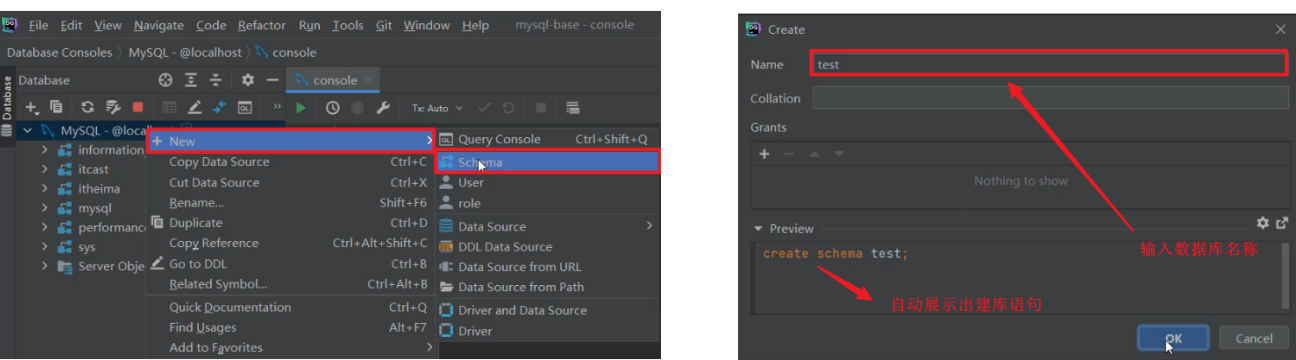 File Edit View Navigate Code Refactor Run Tools Git Window Help mysql-base - console
Database Consoles 〉 MySQL - @localhost 〉 console
Database
console ×
Database
Tx: Auto
MySQL - @local
information
itcast
itheima
mysql
performanc
sys
Server Obje
New
Copy Data Source Ctrl+C
Cut Data Source Ctrl+X
Rename... Shift+F6
Duplicate Ctrl+D
Copy Reference Ctrl+Alt+Shift+C
Go to DDL Ctrl+B
Related Symbol... Ctrl+Alt+B
Quick Documentation Ctrl+Q
Find Usages Alt+F7
Add to Favorites
Query Console Ctrl+Shift+Q
Schema
User
role
Data Source
DDL Data Source
Data Source from URL
Data Source from Path
Driver and Data Source
Driver
Create
Name test
Collation
Grants
Nothing to show
Preview
create schema test;
输入数据库名称
自动展示出建库语句
OK Cancel